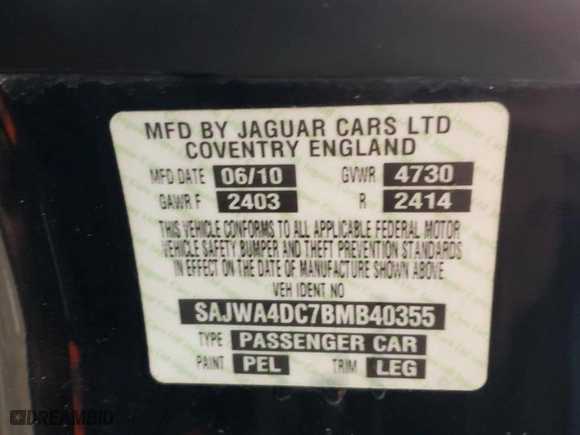 MFD BY JAGUAR CARS LTD
COVENTRY ENGLAND
MFD DATE 06/10 GVWR 4730
GAWR F 2403 R 2414
THIS VEHICLE CONFORMS TO ALL APPLICABLE FEDERAL MOTOR
VEHICLE SAFETY BUMPER AND THEFT PREVENTION STANDARDS
IN EFFECT ON THE DATE OF MANUFACTURE SHOWN ABOVE
VEH IDENT NO
SAJWA4DC7BMB40355
TYPE PASSENGER CAR
PAINT PEL TRIM LEG
DREAMBID